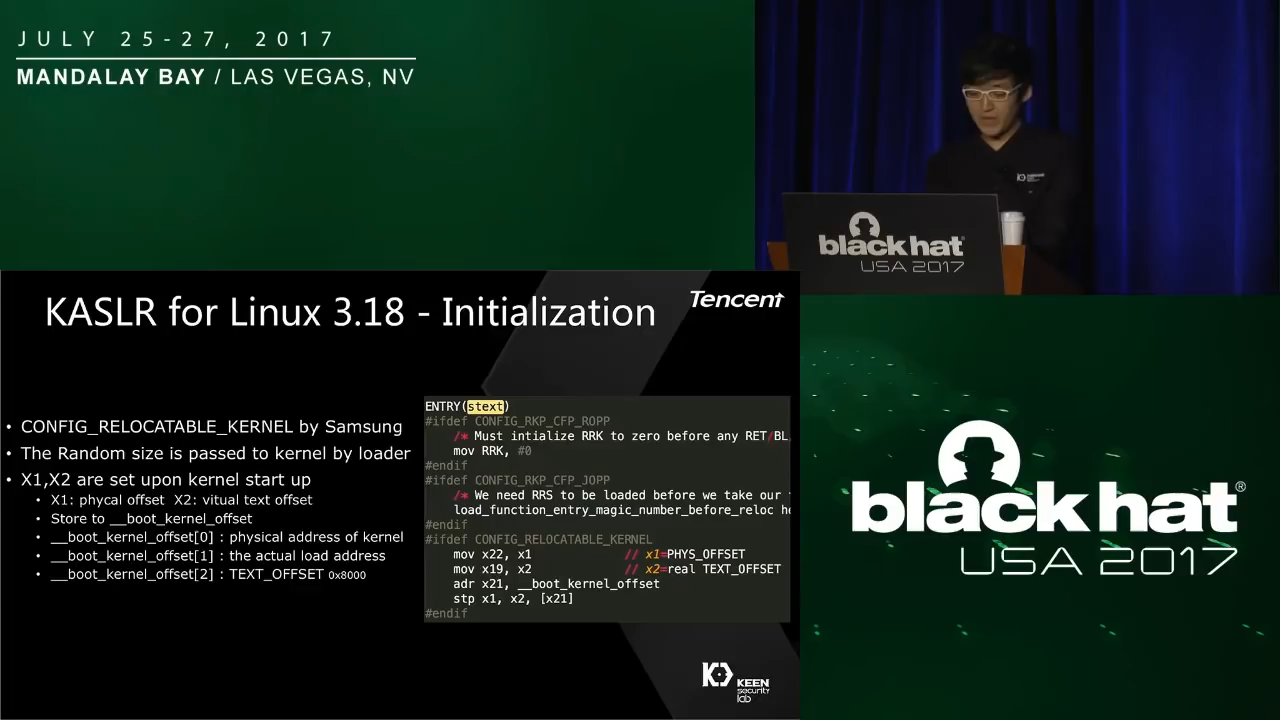 JULY 25-27, 2017
MANDALAY BAY / LAS VEGAS, NV
black hat
USA 2017
KASLR for Linux 3.18 - Initialization
Tencent
• CONFIG_RELOCATABLE_KERNEL by Samsung
• The Random size is passed to kernel by loader
• X1,X2 are set upon kernel start up
• X1: phycal offset X2: vitual text offset
• Store to __boot_kernel_offset
• __boot_kernel_offset[0] : physical address of kernel
• __boot_kernel_offset[1] : the actual load address
• __boot_kernel_offset[2] : TEXT_OFFSET 0x8000
ENTRY(stext)
#ifdef CONFIG_RKP_CFP_ROPP
/* Must intialize RRK to zero before any RET/BL
mov RRK, #0
#endif
#ifdef CONFIG_RKP_CFP_JOPP
/* We need RRS to be loaded before we take our
load_function_entry_magic_number_before_reloc he
#endif
#ifdef CONFIG_RELOCATABLE_KERNEL
mov x22, x1 // x1=PHYS_OFFSET
mov x19, x2 // x2=real TEXT_OFFSET
adr x21, __boot_kernel_offset
stp x1, x2, [x21]
#endif
KEEN
security
lab
black hat®
USA 2017